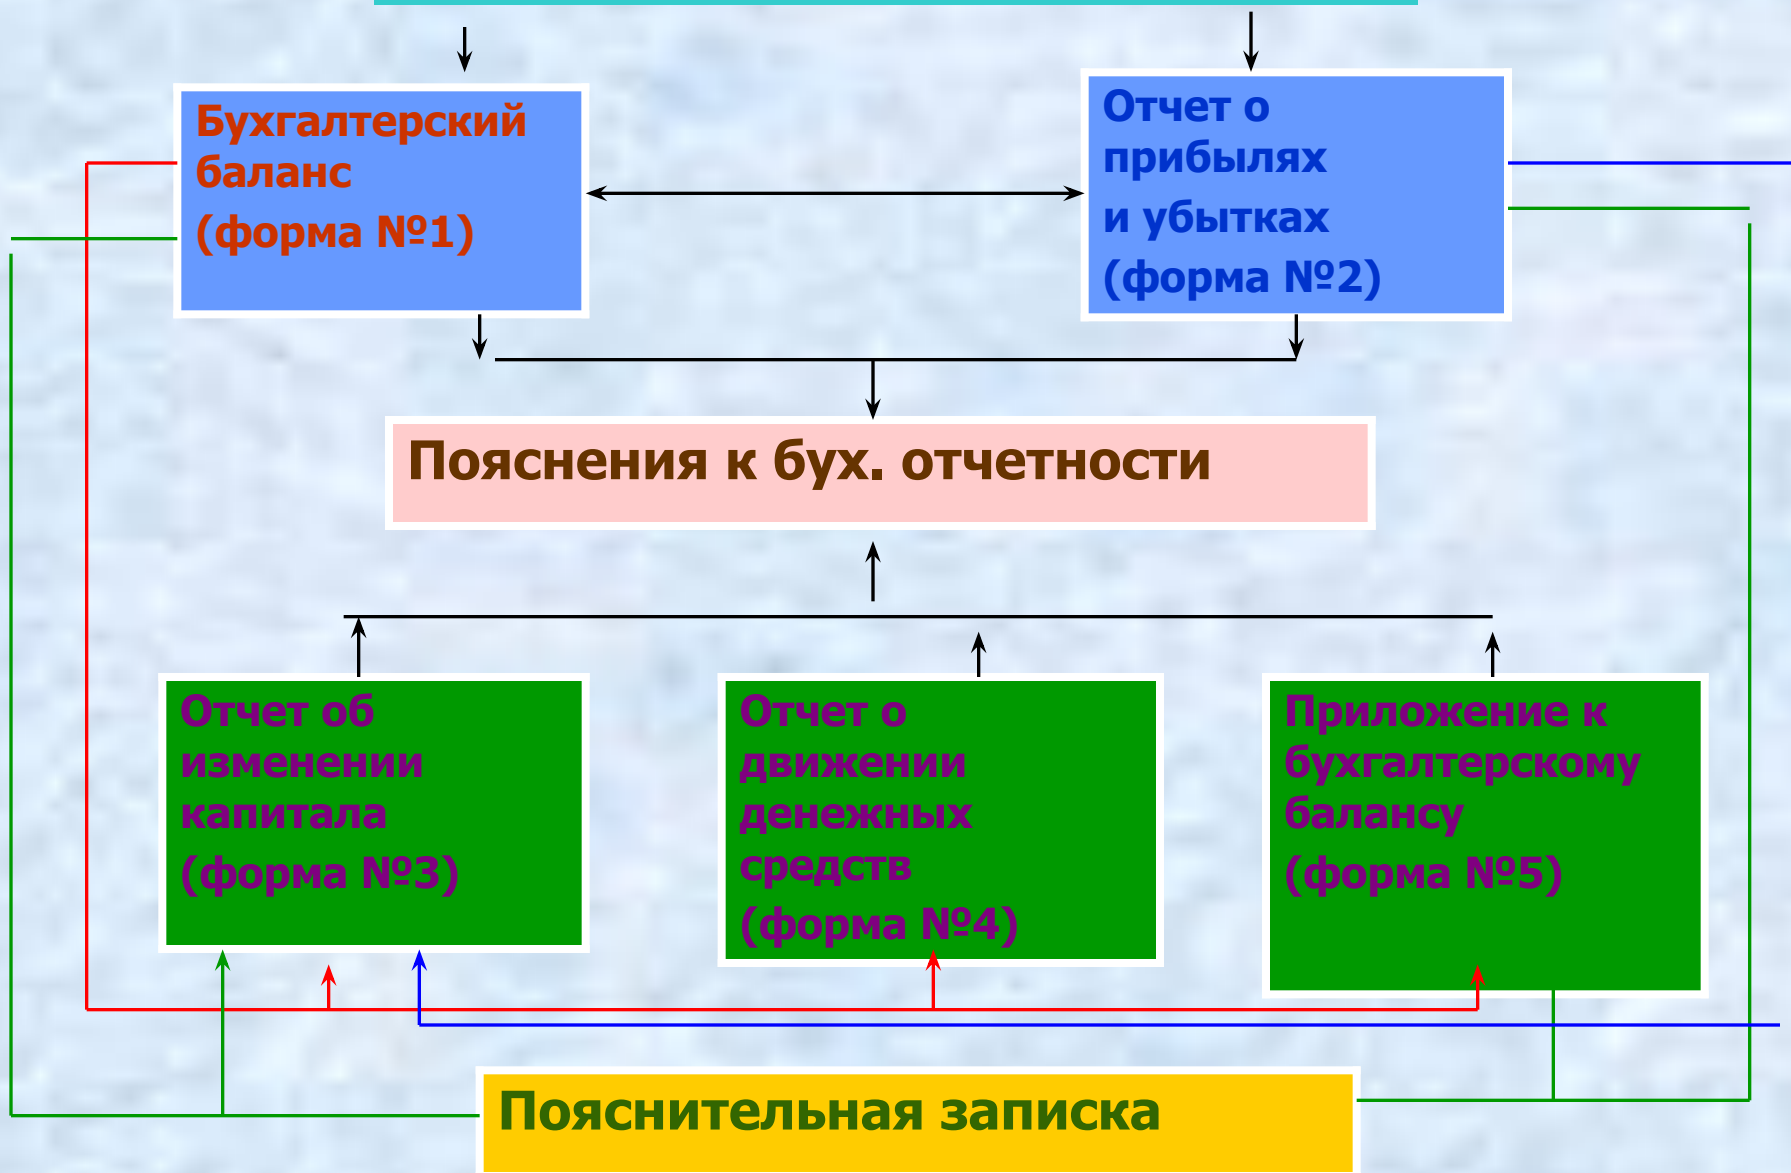 Бухгалтерский
баланс
(форма №1)
Отчет о
прибылях
и убытках
(форма №2)
Пояснения к бух. отчетности
Отчет об
изменении
капитала
(форма №3)
Отчет о
движении
денежных
средств
(форма №4)
Приложение к
бухгалтерскому
балансу
(форма №5)
Пояснительная записка